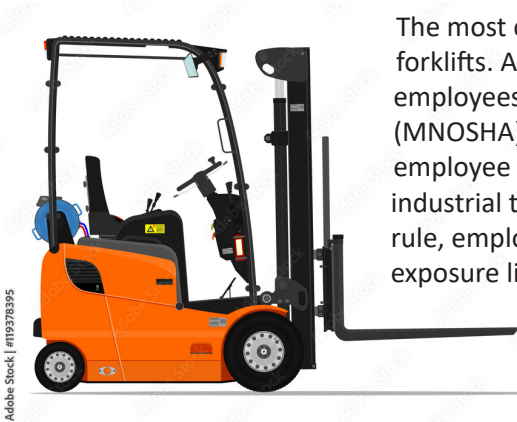 The most
forklifts. A
employees
(MNOSHA)
employee
industrial t
rule, emplo
exposure li
Adobe Stock | #119378395